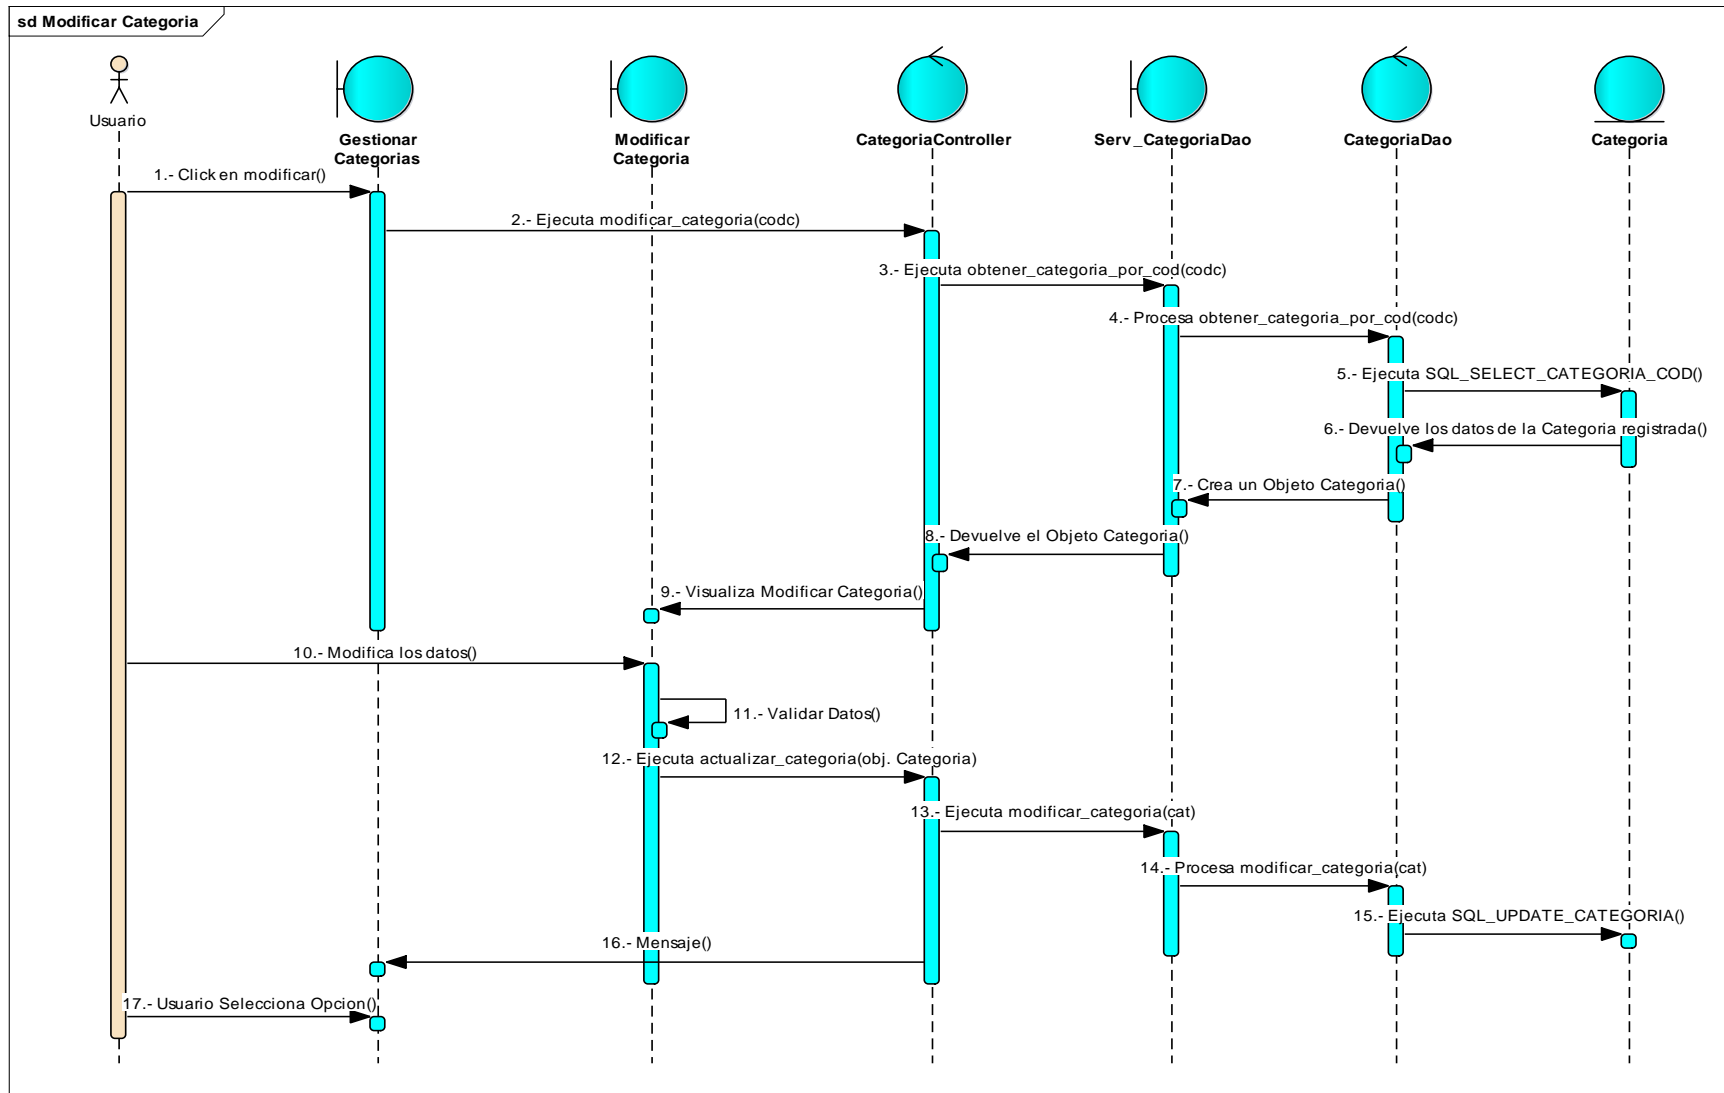 sd Modificar Categoria
Usuario
Gestionar
Categorias
Modificar
Categoria
CategoriaController
Serv_CategoriaDao
CategoriaDao
Categoria
1.- Click en modificar()
2.- Ejecuta modificar_categoria(codc)
3.- Ejecuta obtener_categoria_por_cod(codc)
4.- Procesa obtener_categoria_por_cod(codc)
5.- Ejecuta SQL_SELECT_CATEGORIA_COD()
6.- Devuelve los datos de la Categoria registrada()
7.- Crea un Objeto Categoria()
8.- Devuelve el Objeto Categoria()
9.- Visualiza Modificar Categoria()
10.- Modifica los datos()
11.- Validar Datos()
12.- Ejecuta actualizar_categoria(obj. Categoria)
13.- Ejecuta modificar_categoria(cat)
14.- Procesa modificar_categoria(cat)
15.- Ejecuta SQL_UPDATE_CATEGORIA()
16.- Mensaje()
17.- Usuario Selecciona Opcion()